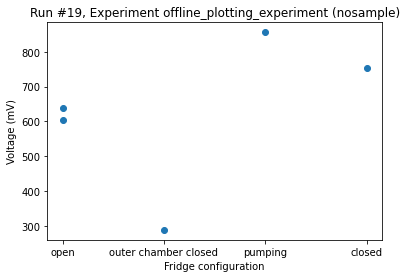 Run #19, Experiment offline_plotting_experiment (nosample)
Voltage (mV)
800
700
600
500
400
300
open outer chamber closed pumping closed
Fridge configuration